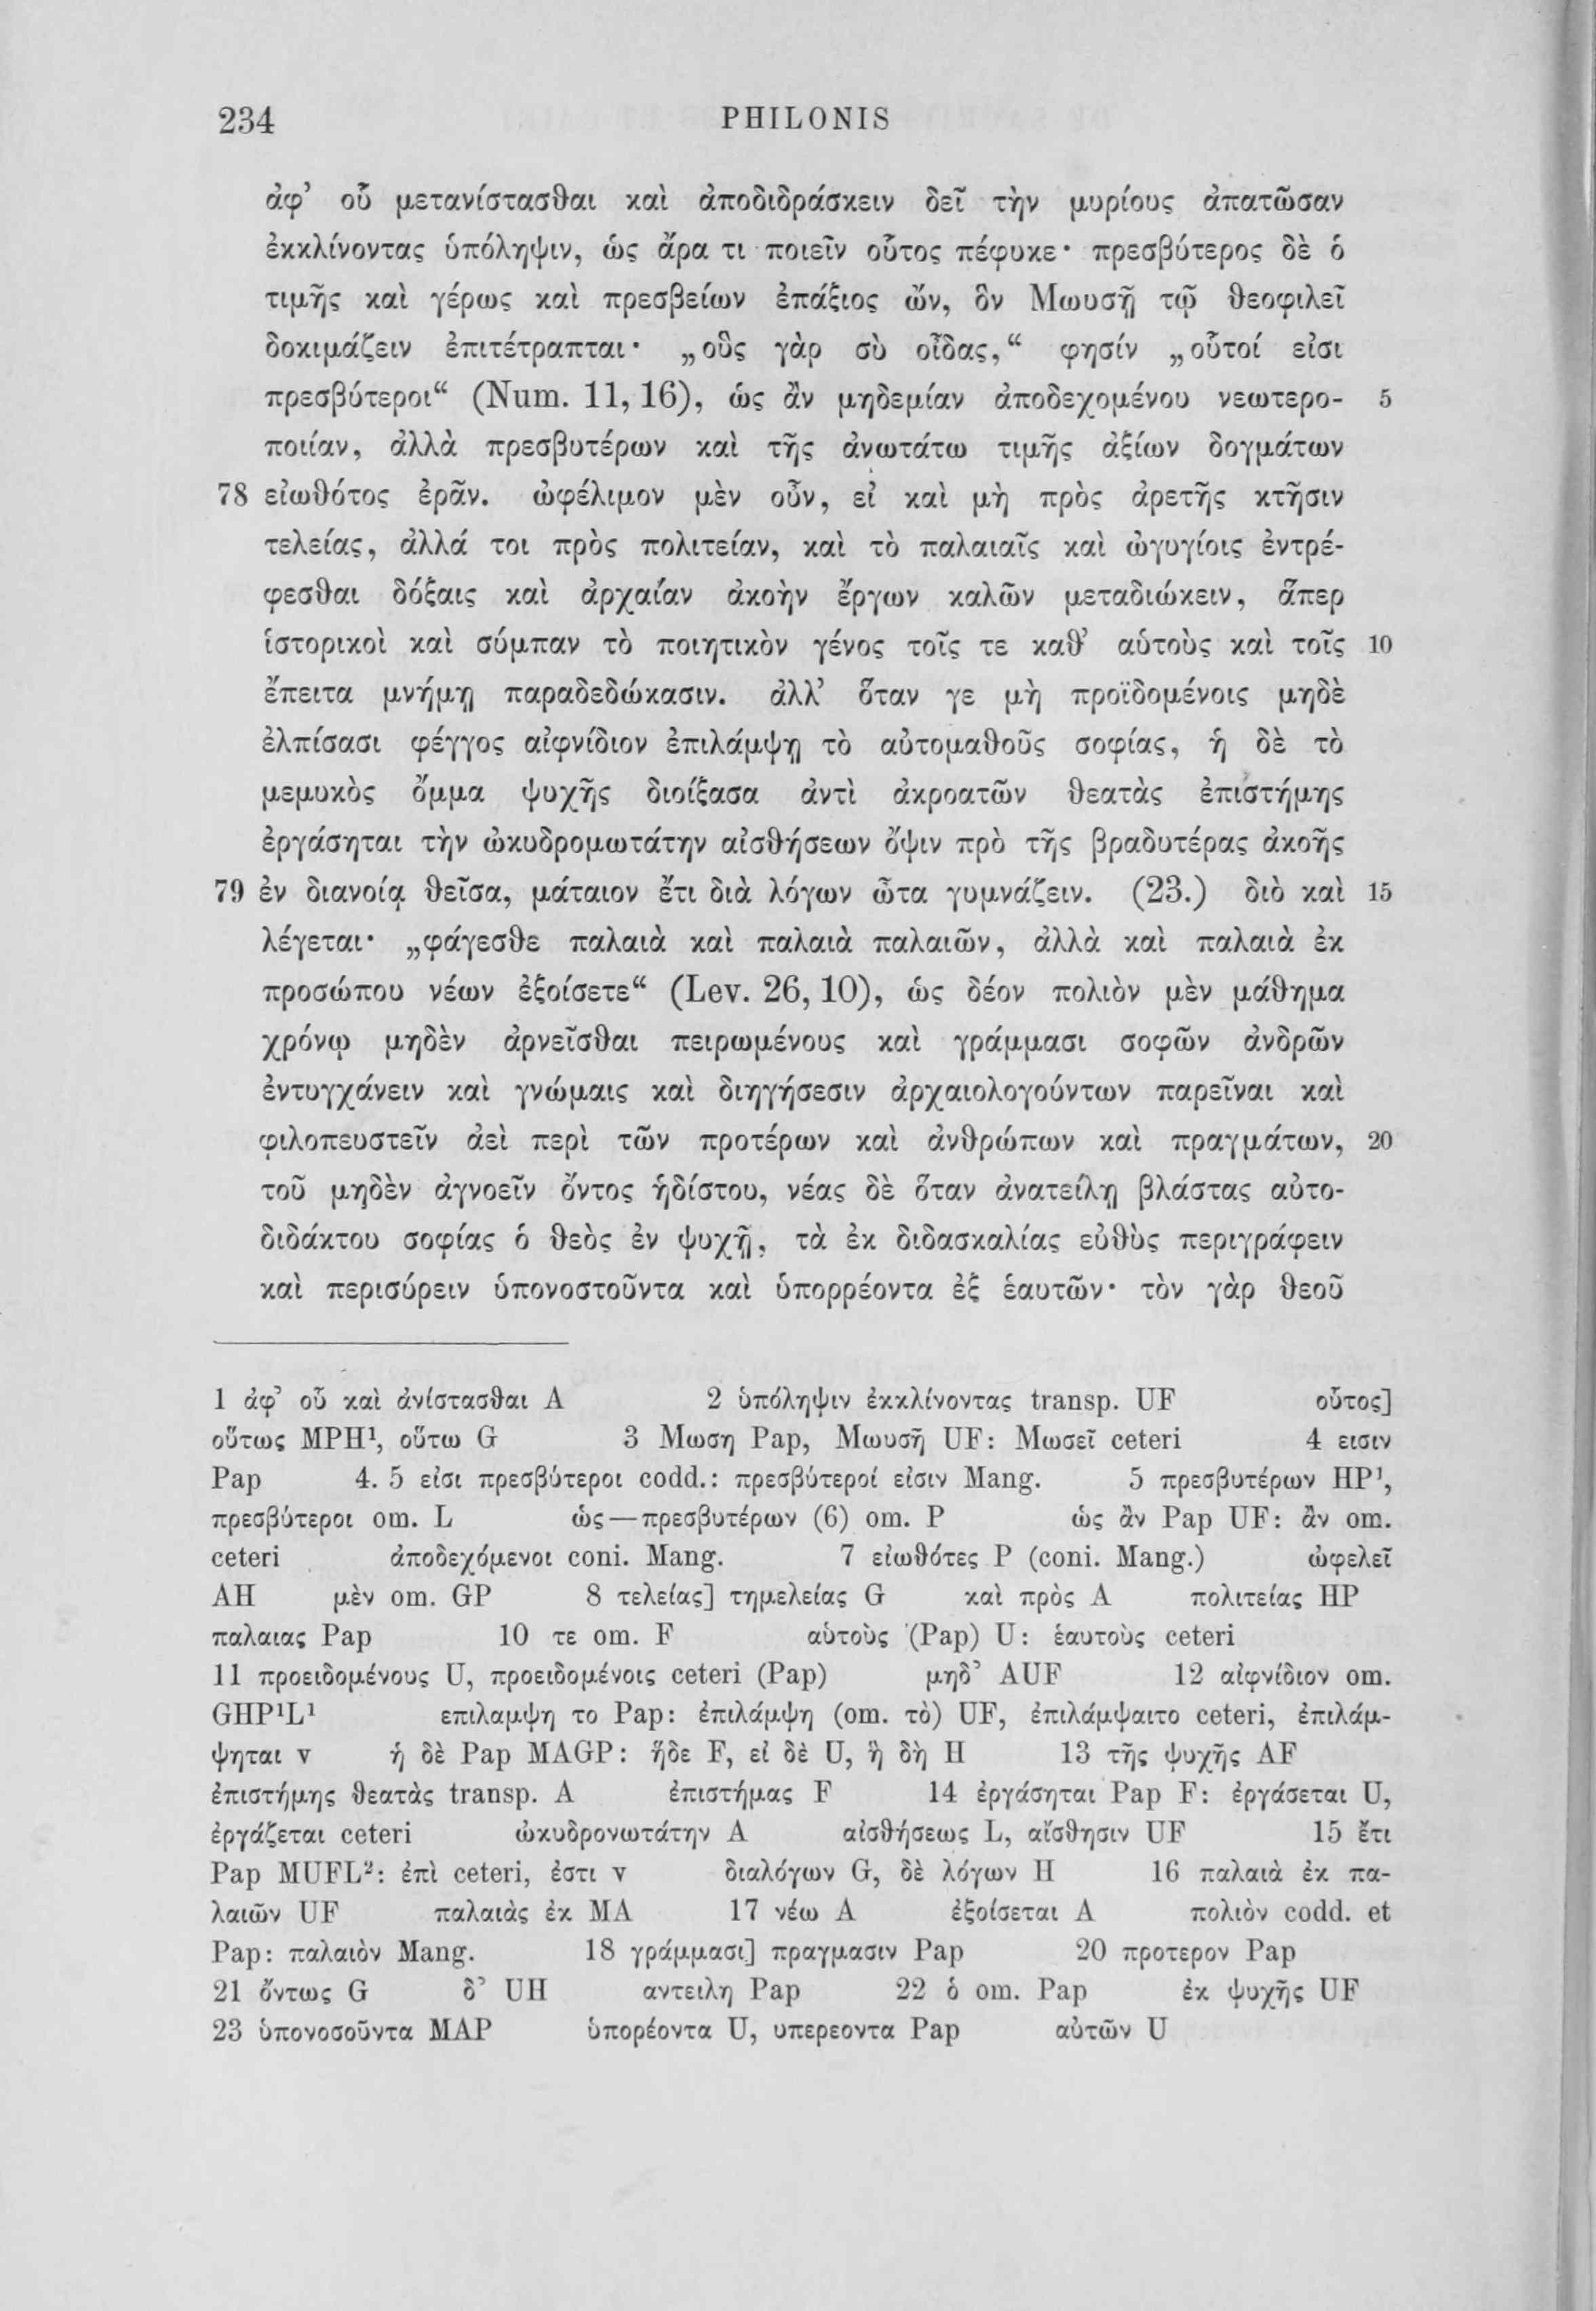 234 PHILONIS
ἀφ’ οὗ μετανίστασθαι καὶ ἀποδιδράσκειν δεῖ τὴν μυρίους ἀπατῶσαν
ἐκκλίνοντας ὑπόληψιν, ὡς ἄρα τι ποιεῖν οὗτος πέφυκε· πρεσβύτερος δὲ ὁ
τιμῆς καὶ γέρως καὶ πρεσβείων ἐπάξιος ὤν, ὃν Μωυσῇ τῷ θεοφιλεῖ
δοκιμάζειν ἐπιτέτραπται· „οὓς γὰρ σὺ οἶδας,“ φησίν „οὗτοί εἰσι
πρεσβύτεροι“ (Num. 11, 16), ὡς ἂν μηδεμίαν ἀποδεχομένου νεωτερο- 5
ποιίαν, ἀλλὰ πρεσβυτέρων καὶ τῆς ἀνωτάτω τιμῆς ἀξίων δογμάτων
78 εἰωθότος ἐρᾶν. ὠφέλιμον μὲν οὖν, εἰ καὶ μὴ πρὸς ἀρετῆς κτῆσιν
τελείας, ἀλλά τοι πρὸς πολιτείαν, καὶ τὸ παλαιαῖς καὶ ὠγυγίοις ἐντρέ-
φεσθαι δόξαις καὶ ἀρχαίαν ἀκοὴν ἔργων καλῶν μεταδιώκειν, ἅπερ
ἱστορικοὶ καὶ σύμπαν τὸ ποιητικὸν γένος τοῖς τε καθ’ αὑτοὺς καὶ τοῖς 10
ἔπειτα μνήμῃ παραδεδώκασιν. ἀλλ’ ὅταν γε μὴ προϊδομένοις μηδὲ
ἐλπίσασι φέγγος αἰφνίδιον ἐπιλάμψῃ τὸ αὐτομαθοῦς σοφίας, ἡ δὲ τὸ
μεμυκὸς ὄμμα ψυχῆς διοίξασα ἀντὶ ἀκροατῶν θεατὰς ἐπιστήμης
ἐργάσηται τὴν ὠκυδρομωτάτην αἰσθήσεων ὄψιν πρὸ τῆς βραδυτέρας ἀκοῆς
79 ἐν διανοίᾳ θεῖσα, μάταιον ἔτι διὰ λόγων ὦτα γυμνάζειν. (23.) διὸ καὶ 15
λέγεται· „φάγεσθε παλαιὰ καὶ παλαιὰ παλαιῶν, ἀλλὰ καὶ παλαιὰ ἐκ
προσώπου νέων ἐξοίσετε“ (Lev. 26, 10), ὡς δέον πολιὸν μὲν μάθημα
χρόνῳ μηδὲν ἀρνεῖσθαι πειρωμένους καὶ γράμμασι σοφῶν ἀνδρῶν
ἐντυγχάνειν καὶ γνώμαις καὶ διηγήσεσιν ἀρχαιολογούντων παρεῖναι καὶ
φιλοπευστεῖν ἀεὶ περὶ τῶν προτέρων καὶ ἀνθρώπων καὶ πραγμάτων, 20
τοῦ μηδὲν ἀγνοεῖν ὄντος ἡδίστου, νέας δὲ ὅταν ἀνατείλῃ βλάστας αὐτο-
διδάκτου σοφίας ὁ θεὸς ἐν ψυχῇ, τὰ ἐκ διδασκαλίας εὐθὺς περιγράφειν
καὶ περισύρειν ὑπονοστοῦντα καὶ ὑπορρέοντα ἐξ ἑαυτῶν· τὸν γὰρ θεοῦ
1 ἀφ’ οὗ καὶ ἀνίστασθαι A 2 ὑπόληψιν ἐκκλίνοντας transp. UF οὗτος]
οὕτως MPH¹, οὕτω G 3 Μωση Pap, Μωυσῆ UF: Μωσεῖ ceteri 4 εισιν
Pap 4. 5 εἰσι πρεσβύτεροι codd.: πρεσβύτεροί εἰσιν Mang. 5 πρεσβυτέρων HP¹,
πρεσβύτεροι om. L ὡς—πρεσβυτέρων (6) om. P ὡς ἂν Pap UF: ἂν om.
ceteri ἀποδεχόμενοι coni. Mang. 7 εἰωθότες P (coni. Mang.) ὠφελεῖ
AH μὲν om. GP 8 τελείας] τημελείας G καὶ πρὸς A πολιτείας HP
παλαιας Pap 10 τε om. F αὑτοὺς (Pap) U: ἑαυτοὺς ceteri
11 προειδομένους U, προειδομένοις ceteri (Pap) μηδ’ AUF 12 αἰφνίδιον om.
GHP¹L¹ επιλαμψη το Pap: ἐπιλάμψη (om. τὸ) UF, ἐπιλάμψαιτο ceteri, ἐπιλάμ-
ψηται v ἡ δὲ Pap MAGP: ἥδε F, εἰ δὲ U, ἢ δὴ H 13 τῆς ψυχῆς AF
ἐπιστήμης θεατὰς transp. A ἐπιστήμας F 14 ἐργάσηται Pap F: ἐργάσεται U,
ἐργάζεται ceteri ὠκυδρονωτάτην A αἰσθήσεως L, αἴσθησιν UF 15 ἔτι
Pap MUFL²: ἐπὶ ceteri, ἐστι v διαλόγων G, δὲ λόγων H 16 παλαιὰ ἐκ πα-
λαιῶν UF παλαιὰς ἐκ MA 17 νέω A ἐξοίσεται A πολιὸν codd. et
Pap: παλαιὸν Mang. 18 γράμμασι] πραγμασιν Pap 20 προτερον Pap
21 ὄντως G δ’ UH αντειλη Pap 22 ὁ om. Pap ἐκ ψυχῆς UF
23 ὑπονοσοῦντα MAP ὑπορέοντα U, υπερεοντα Pap αὐτῶν U